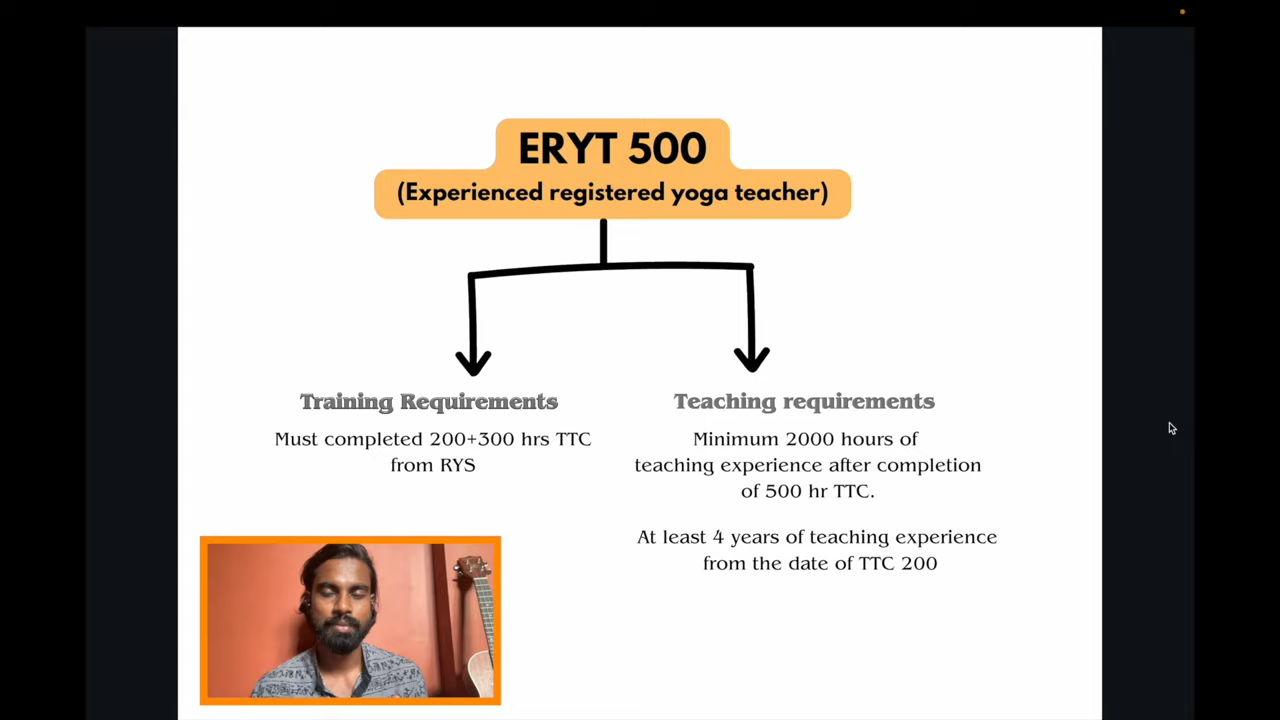 ERYT 500
(Experienced registered yoga teacher)
Training Requirements
Must completed 200+300 hrs TTC
from RYS
Teaching requirements
Minimum 2000 hours of
teaching experience after completion
of 500 hr TTC.
At least 4 years of teaching experience
from the date of TTC 200